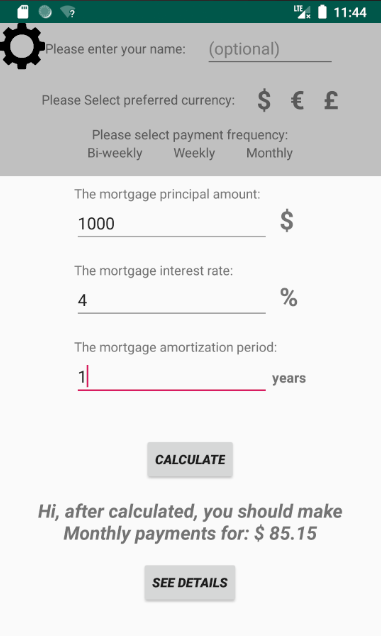 LTE 11:44
Please enter your name: (optional)
Please Select preferred currency: $ € £
Please select payment frequency:
Bi-weekly Weekly Monthly
The mortgage principal amount:
1000 $
The mortgage interest rate:
4 %
The mortgage amortization period:
1 years
CALCULATE
Hi, after calculated, you should make
Monthly payments for: $ 85.15
SEE DETAILS